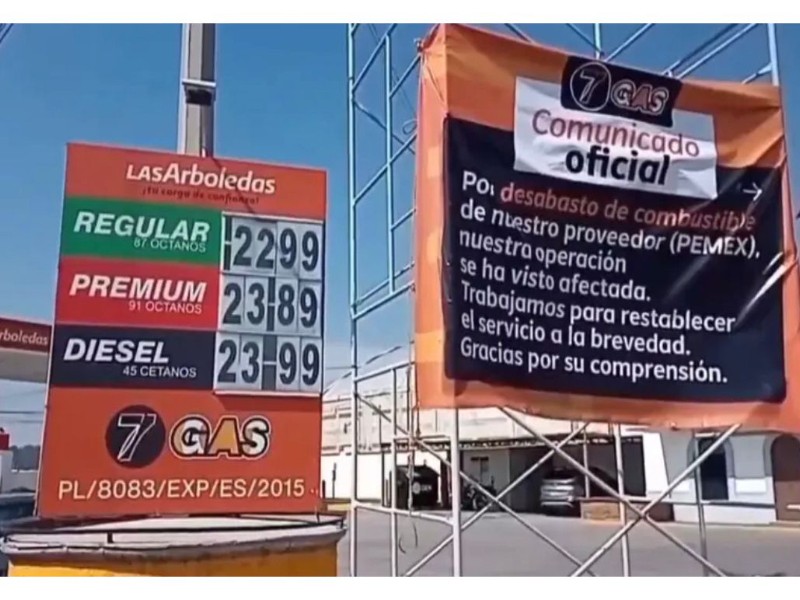 LASArboledas
¡tu carga de confianza!
REGULAR
87 OCTANOS
22 99
PREMIUM
91 OCTANOS
23 89
DIESEL
45 CETANOS
23 99
7 GAS
PL/8083/EXP/ES/2015
rboledas
7 GAS
Comunicado
oficial
Por desabasto de combustible
de nuestro proveedor (PEMEX),
nuestra operación
se ha visto afectada.
Trabajamos para restablecer
el servicio a la brevedad.
Gracias por su comprensión.